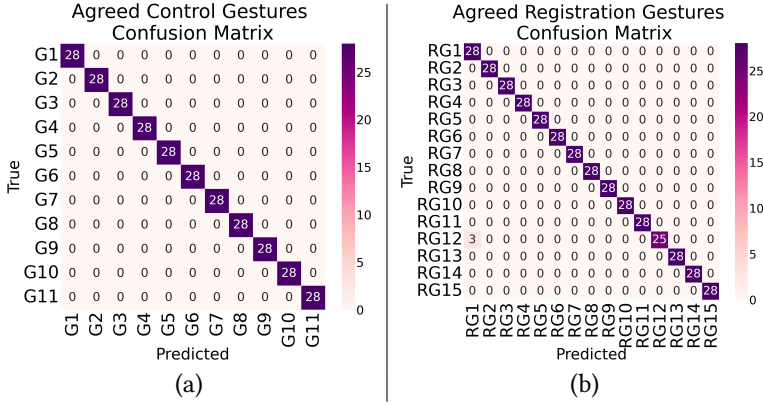 Agreed Control Gestures
Confusion Matrix
True
G1 28 0 0 0 0 0 0 0 0 0 0
G2 0 28 0 0 0 0 0 0 0 0 0
G3 0 0 28 0 0 0 0 0 0 0 0
G4 0 0 0 28 0 0 0 0 0 0 0
G5 0 0 0 0 28 0 0 0 0 0 0
G6 0 0 0 0 0 28 0 0 0 0 0
G7 0 0 0 0 0 0 28 0 0 0 0
G8 0 0 0 0 0 0 0 28 0 0 0
G9 0 0 0 0 0 0 0 0 28 0 0
G10 0 0 0 0 0 0 0 0 0 28 0
G11 0 0 0 0 0 0 0 0 0 0 28
G1 G2 G3 G4 G5 G6 G7 G8 G9 G10 G11
Predicted
25
20
15
10
5
0
(a)
Agreed Registration Gestures
Confusion Matrix
True
RG1 28 0 0 0 0 0 0 0 0 0 0 0 0 0 0
RG2 0 28 0 0 0 0 0 0 0 0 0 0 0 0 0
RG3 0 0 28 0 0 0 0 0 0 0 0 0 0 0 0
RG4 0 0 0 28 0 0 0 0 0 0 0 0 0 0 0
RG5 0 0 0 0 28 0 0 0 0 0 0 0 0 0 0
RG6 0 0 0 0 0 28 0 0 0 0 0 0 0 0 0
RG7 0 0 0 0 0 0 28 0 0 0 0 0 0 0 0
RG8 0 0 0 0 0 0 0 28 0 0 0 0 0 0 0
RG9 0 0 0 0 0 0 0 0 28 0 0 0 0 0 0
RG10 0 0 0 0 0 0 0 0 0 28 0 0 0 0 0
RG11 0 0 0 0 0 0 0 0 0 0 28 0 0 0 0
RG12 3 0 0 0 0 0 0 0 0 0 0 25 0 0 0
RG13 0 0 0 0 0 0 0 0 0 0 0 0 28 0 0
RG14 0 0 0 0 0 0 0 0 0 0 0 0 0 28 0
RG15 0 0 0 0 0 0 0 0 0 0 0 0 0 0 28
RG1 RG2 RG3 RG4 RG5 RG6 RG7 RG8 RG9 RG10 RG11 RG12 RG13 RG14 RG15
Predicted
25
20
15
10
5
0
(b)